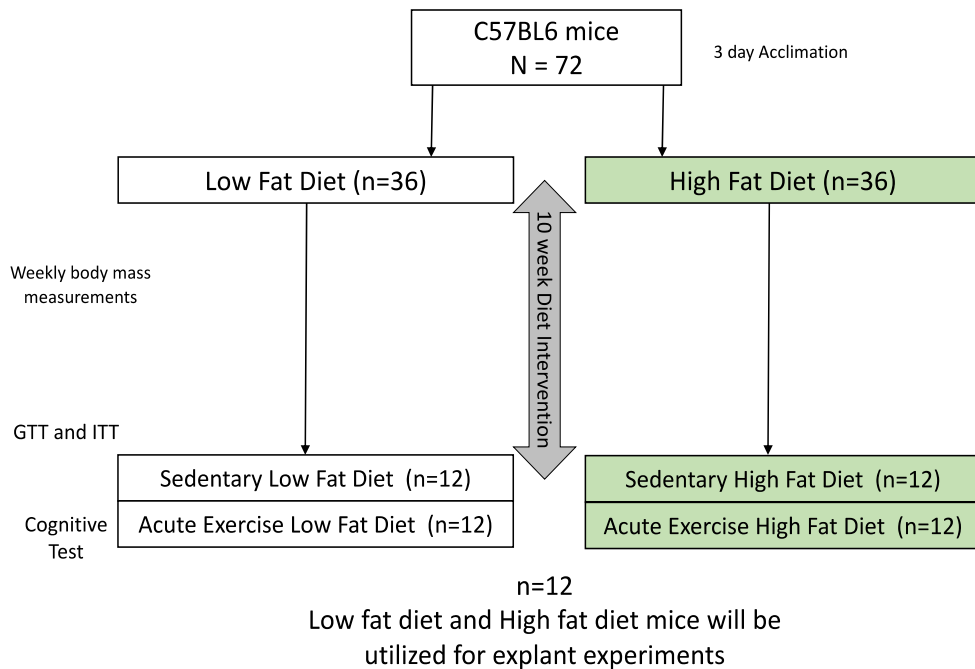 C57BL6 mice
N = 72
3 day Acclimation
Low Fat Diet (n=36)
High Fat Diet (n=36)
10 week Diet Intervention
Weekly body mass
measurements
GTT and ITT
Sedentary Low Fat Diet (n=12)
Sedentary High Fat Diet (n=12)
Cognitive
Test
Acute Exercise Low Fat Diet (n=12)
Acute Exercise High Fat Diet (n=12)
n=12
Low fat diet and High fat diet mice will be
utilized for explant experiments